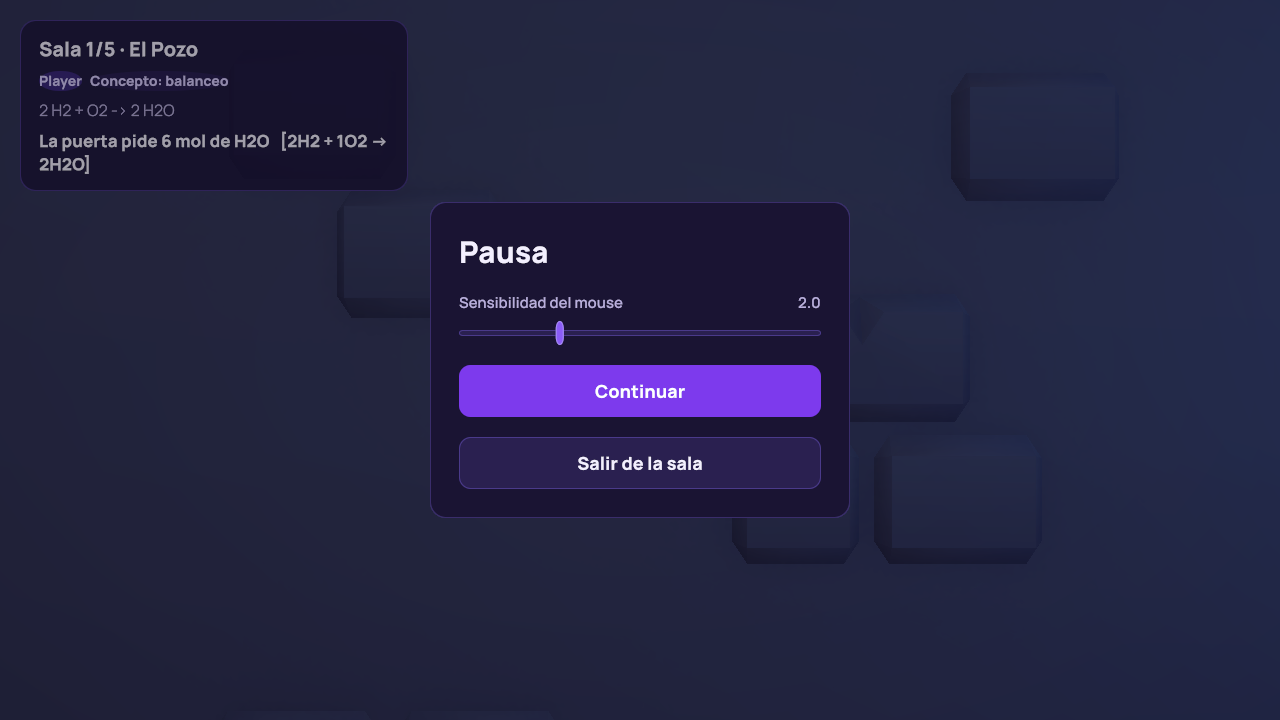 Sala 1/5 · El Pozo
Player Concepto: balanceo
2 H2 + O2 -> 2 H2O
La puerta pide 6 mol de H2O [2H2 + 1O2 →
2H2O]
Pausa
Sensibilidad del mouse 2.0
Continuar
Salir de la sala